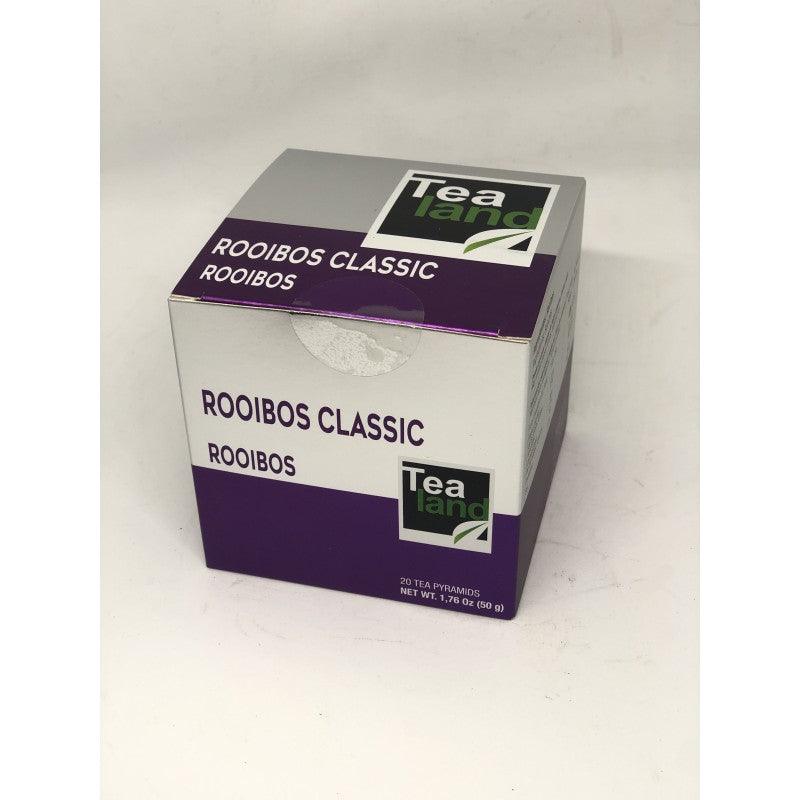 Tea
land
ROOIBOS CLASSIC
ROOIBOS
ROOIBOS CLASSIC
ROOIBOS
Tea
land
20 TEA PYRAMIDS
NET WT. 1,76 Oz (50 g)